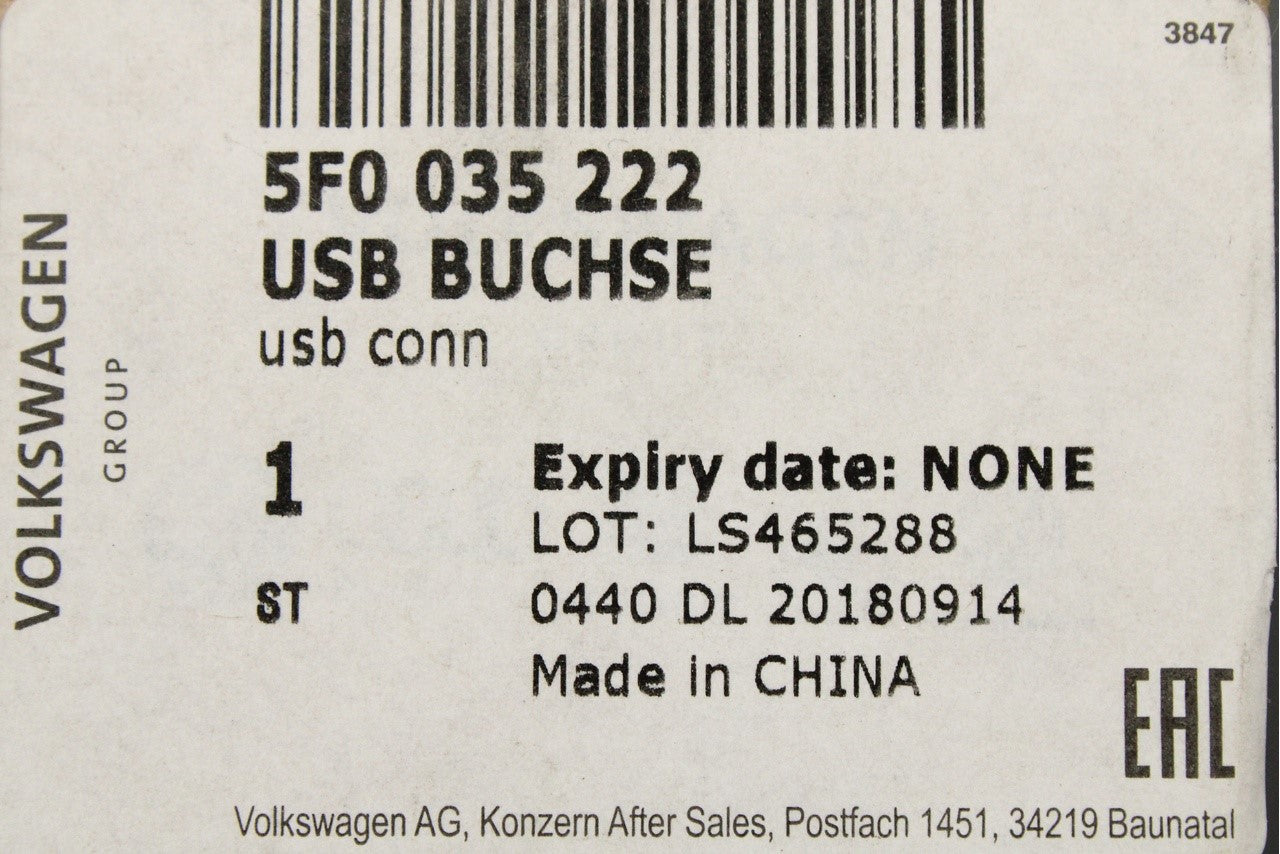 3847
5F0 035 222
USB BUCHSE
usb conn
VOLKSWAGEN
GROUP
1
Expiry date: NONE
LOT: LS465288
ST
0440 DL 20180914
Made in CHINA
EAC
Volkswagen AG, Konzern After Sales, Postfach 1451, 34219 Baunatal